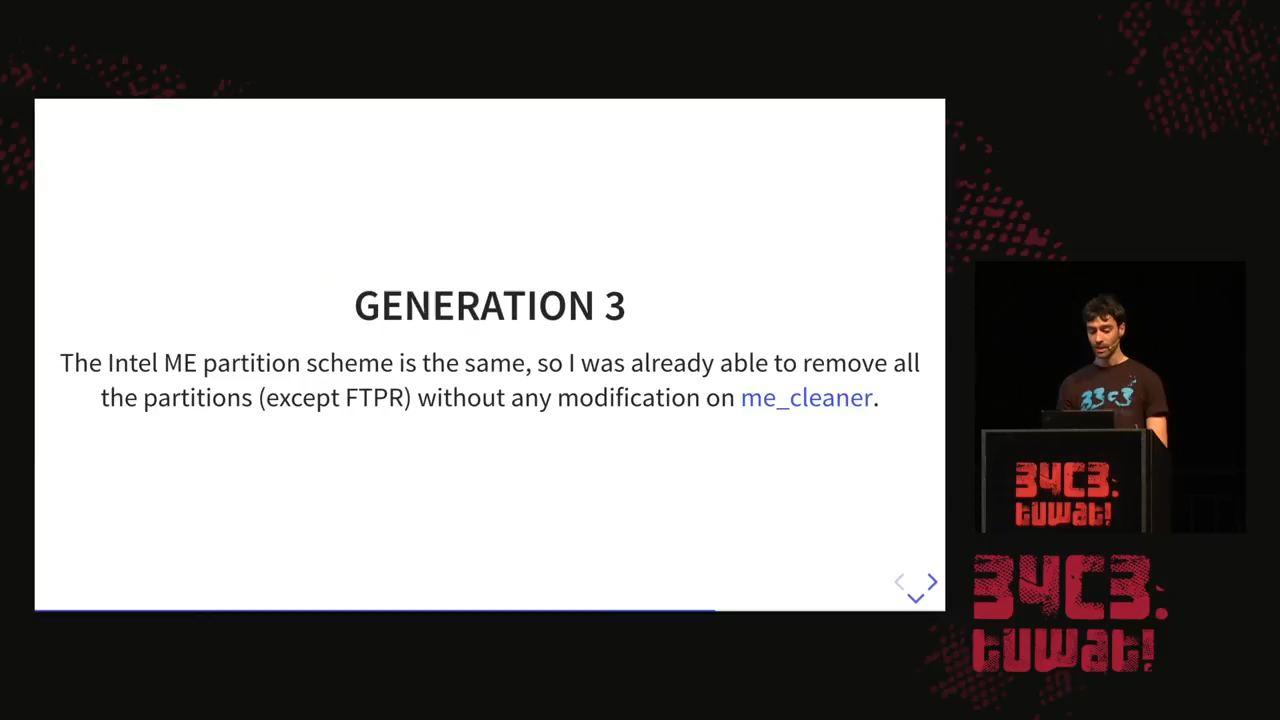 GENERATION 3
The Intel ME partition scheme is the same, so I was already able to remove all
the partitions (except FTPR) without any modification on me_cleaner.
33c3
34C3.
tuwat!
34C3.
tuwat!